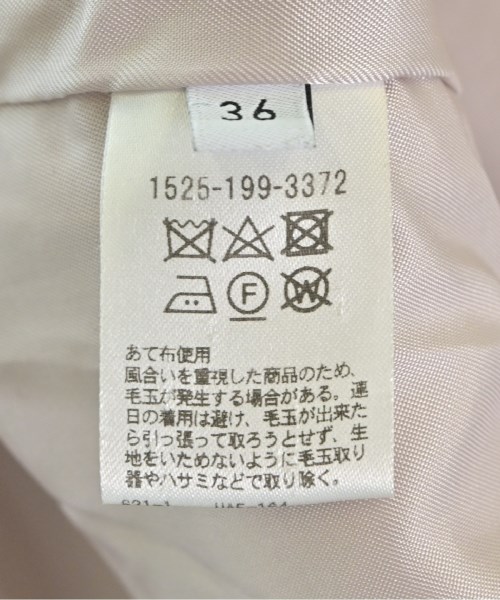 36
1525-199-3372
F W
あて布使用
風合いを重視した商品のため、
毛玉が発生する場合がある。連
日の着用は避け、毛玉が出来た
ら引っ張って取ろうとせず、生
地をいためないように毛玉取り
器やハサミなどで取り除く。